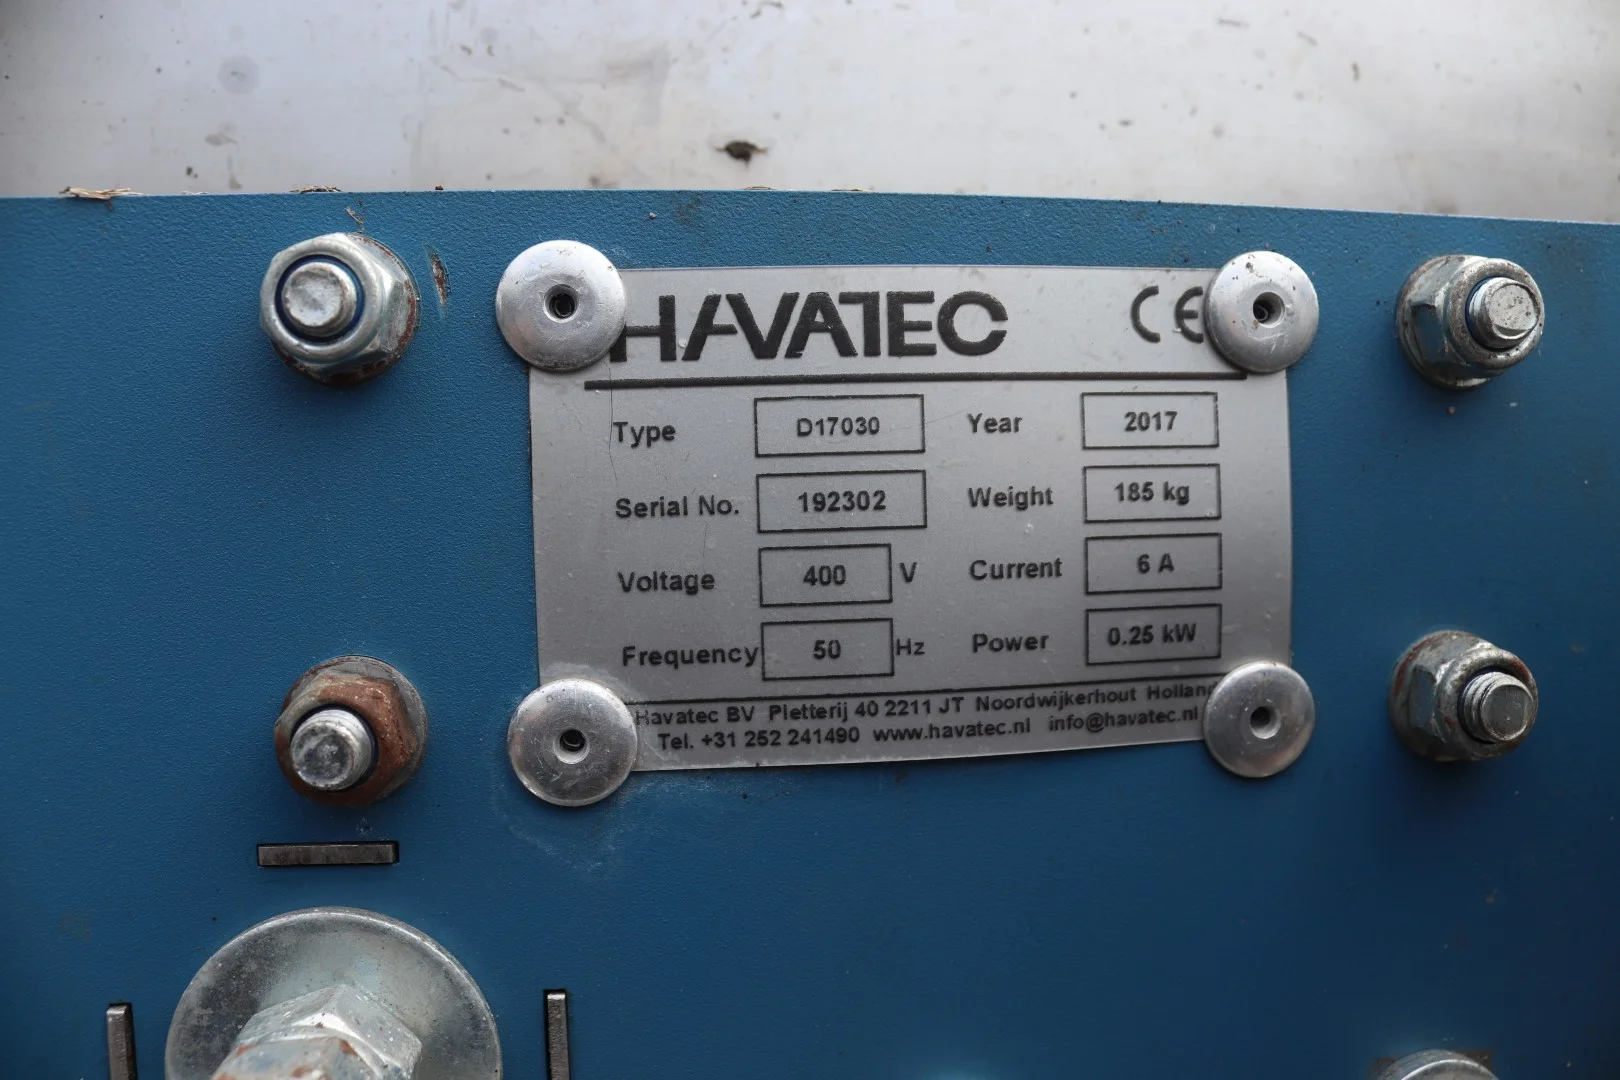 HAVATEC CE
Type D17030 Year 2017
Serial No. 192302 Weight 185 kg
Voltage 400 V Current 6 A
Frequency 50 Hz Power 0.25 kW
Havatec BV Pletterij 40 2211 JT Noordwijkerhout Holland
Tel. +31 252 241490 www.havatec.nl info@havatec.nl